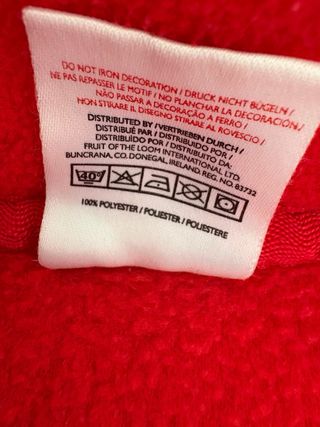 DO NOT IRON DECORATION / DRUCK NICHT BÜGELN /
NE PAS REPASSER LE MOTIF / NO PLANCHAR LA DECORACIÓN /
NÃO PASSAR A DECORAÇÃO A FERRO /
NON STIRARE IL DISEGNO STIRARE AL ROVESCIO /
DISTRIBUTED BY / VERTRIEBEN DURCH /
DISTRIBUÉ PAR / DISTRIBUIDO POR /
DISTRIBUÍDO POR / DISTRIBUITO DA:
FRUIT OF THE LOOM INTERNATIONAL LTD.
BUNCRANA, CO. DONEGAL, IRELAND REG. NO. 83732
40°
100% POLYESTER / POLIESTER / POLIESTERE